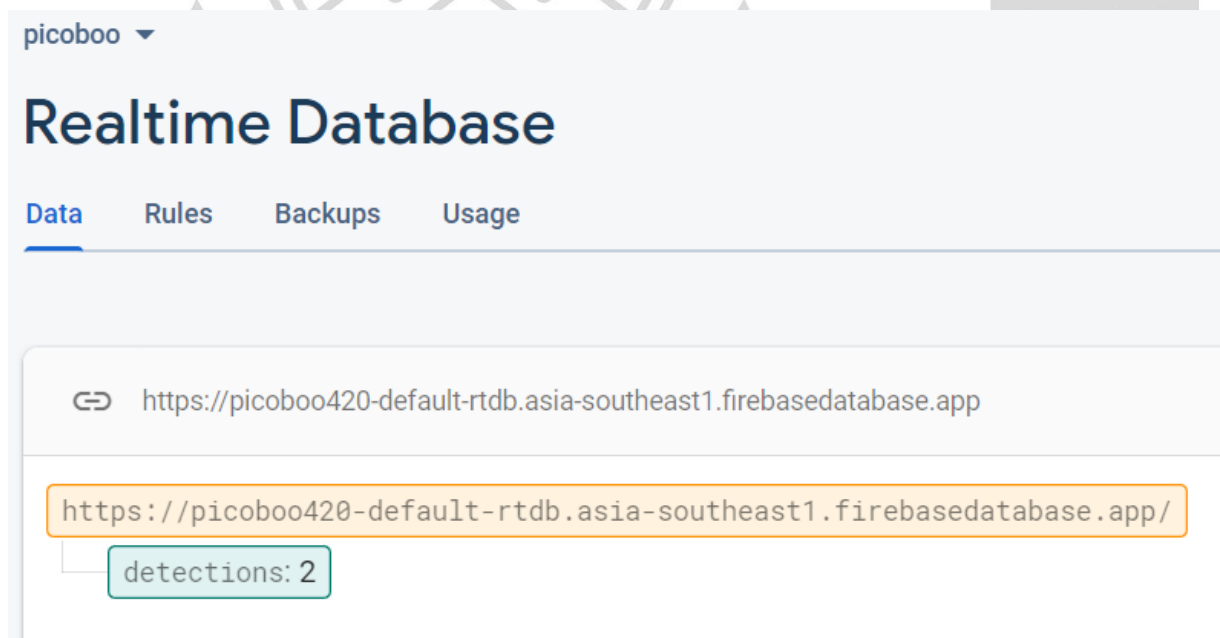 picoboo
Realtime Database
Data Rules Backups Usage
https://picoboo420-default-rtdb.asia-southeast1.firebasedatabase.app
https://picoboo420-default-rtdb.asia-southeast1.firebasedatabase.app/
detections: 2